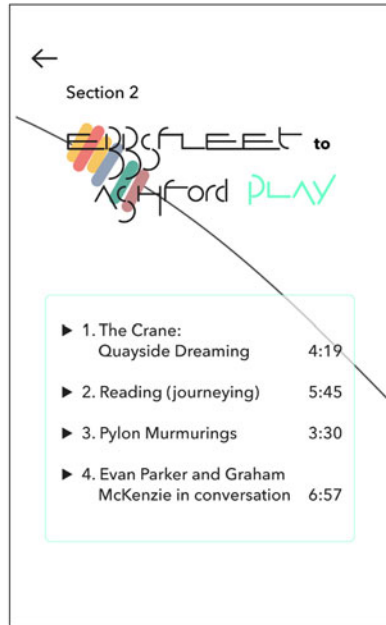 Section 2
EBBSFLEET to
ASHford PLAY
1. The Crane:
Quayside Dreaming 4:19
2. Reading (journeying) 5:45
3. Pylon Murmurings 3:30
4. Evan Parker and Graham
McKenzie in conversation 6:57